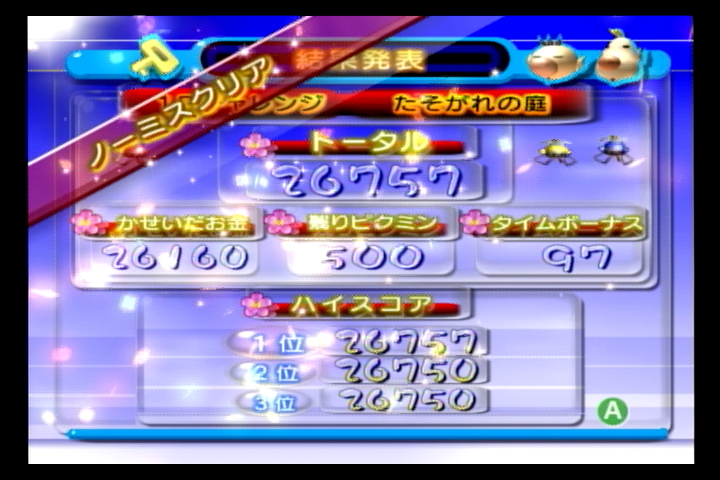 結果発表
ノーミスクリア
チャレンジ たそがれの庭
トータル
26757
かせいだお金 残りピクミン タイムボーナス
26160 500 97
ハイスコア
1位 26757
2位 26750
3位 26750
A